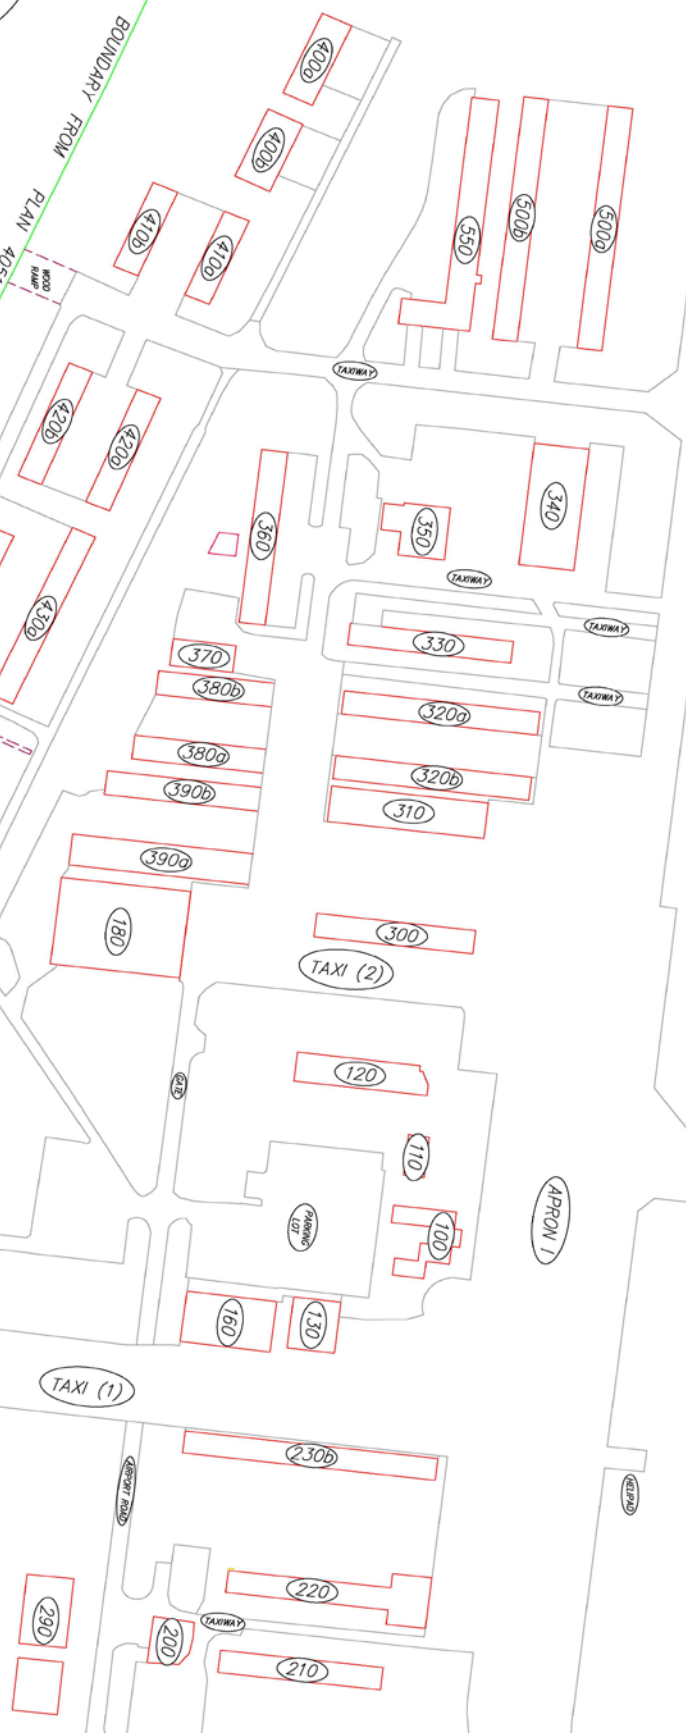 BOUNDARY FROM PLAN
400a
400b
410b
410a
WOOD
RAMP
550
500b
500a
TAXIWAY
420b
420a
360
350
340
TAXIWAY
430a
330
TAXIWAY
370
380b
320a
TAXIWAY
380a
320b
390b
310
390a
180
300
TAXI (2)
120
GATE
110
PARKING
LOT
100
APRON 1
160
130
TAXI (1)
230b
AIRPORT ROAD
HELIPAD
220
290
200
TAXIWAY
210